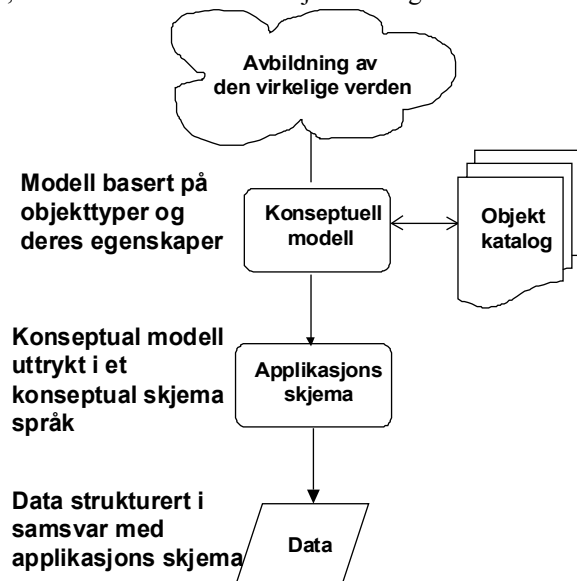 Avbildning av
den virkelige verden
Modell basert på
objekttyper og
deres egenskaper
Konseptuell
modell
Objekt
katalog
Konseptual modell
uttrykt i et
konseptual skjema
språk
Applikasjons
skjema
Data strukturert i
samsvar med
applikasjons skjema
Data